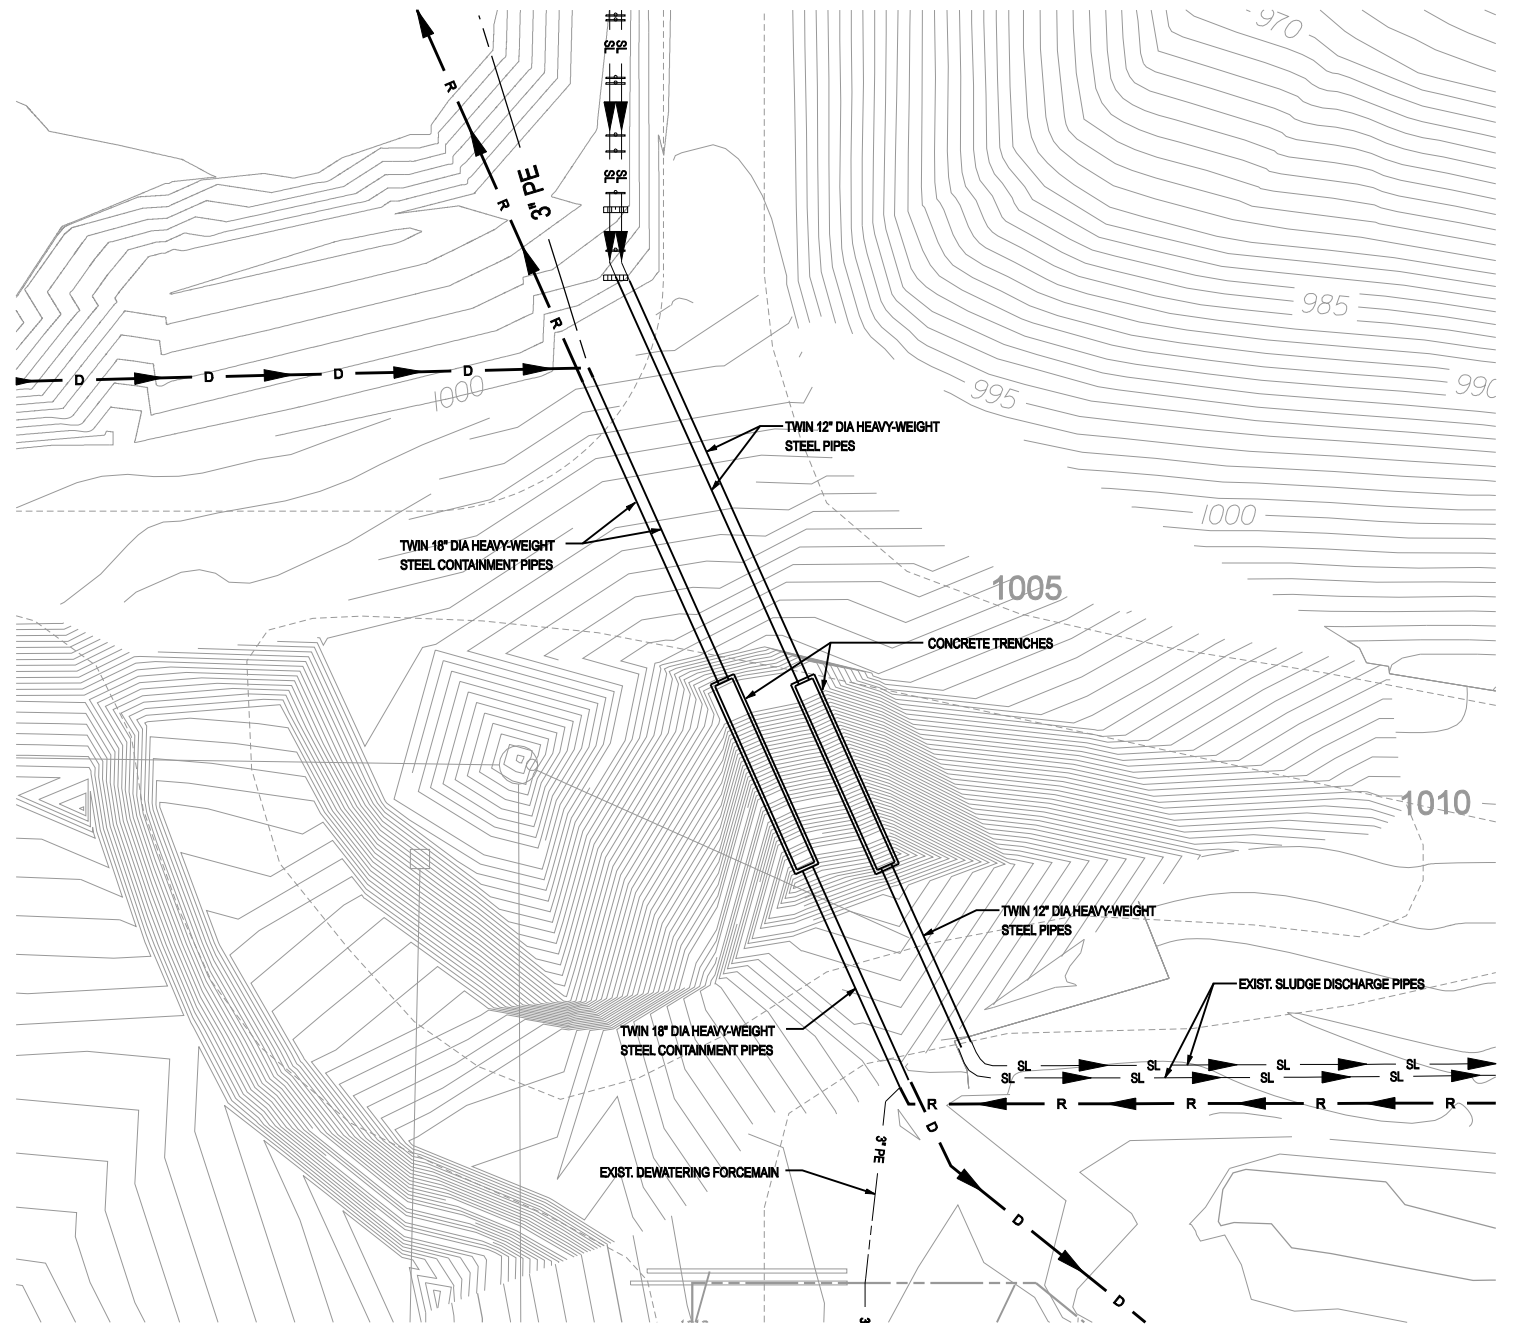 970
SL SL
R
3" PE
SL SL
R
985
R
D D D D
1000
995
990
TWIN 12" DIA HEAVY-WEIGHT
STEEL PIPES
1000
TWIN 18" DIA HEAVY-WEIGHT
STEEL CONTAINMENT PIPES
1005
CONCRETE TRENCHES
1010
TWIN 12" DIA HEAVY-WEIGHT
STEEL PIPES
EXIST. SLUDGE DISCHARGE PIPES
TWIN 18" DIA HEAVY-WEIGHT
STEEL CONTAINMENT PIPES
SL SL SL SL
SL SL SL SL
R R R R R
D
3" PE
EXIST. DEWATERING FORCEMAIN
D
D